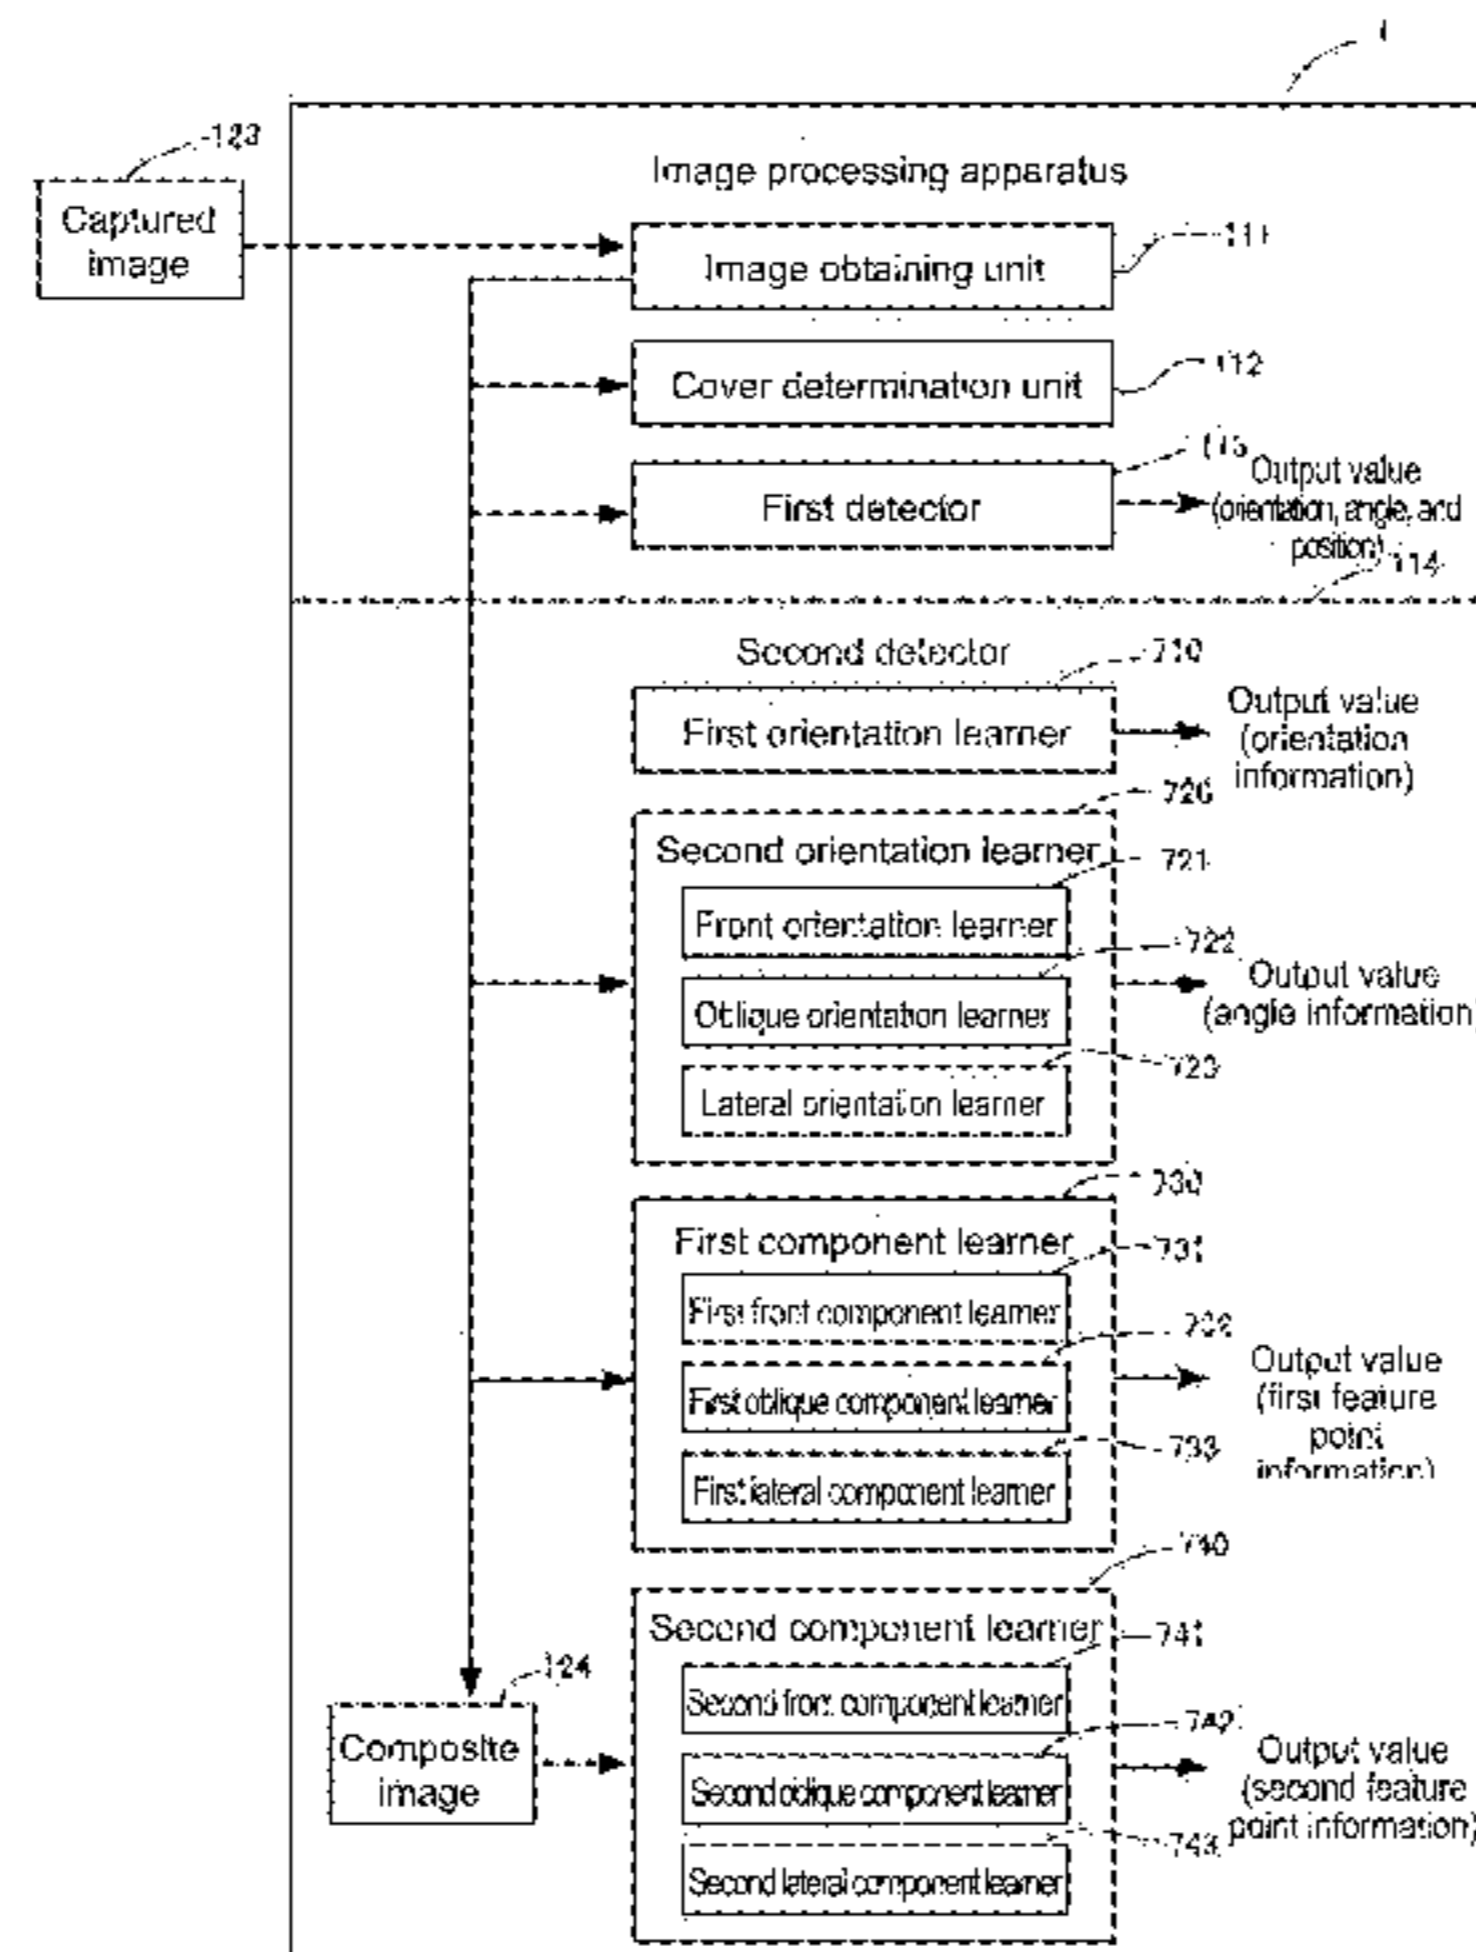 1
123
Captured
image
Image processing apparatus
Image obtaining unit
111
Cover determination unit
112
First detector
Output value
(orientation, angle, and
position)
114
Second detector
710
First orientation learner
Output value
(orientation
information)
720
Second orientation learner
721
Front orientation learner
722
Oblique orientation learner
723
Lateral orientation learner
Output value
(angle information)
730
First component learner
731
First front component learner
732
First oblique component learner
733
First lateral component learner
Output value
(first feature
point
information)
740
Second component learner
741
Second front component learner
742
Second oblique component learner
743
Second lateral component learner
124
Composite
image
Output value
(second feature
point information)